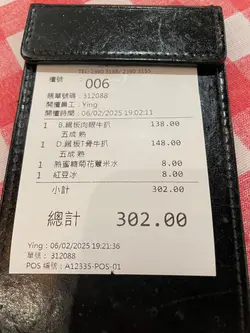 檯號 006
賬單號碼 : 312088
開檯員工 : Ying
開檯時間 : 06/02/2025 19:02:11
1 B.鐵板肉眼牛扒 138.00
五成熟
1 D.鐵板T骨牛扒 148.00
五成熟
1 熱蜜糖菊花薏米水 8.00
1 紅豆冰 8.00
小計 302.00
總計 302.00
Ying : 06/02/2025 19:21:36
單號 : 312088
POS 編號 : A12335-POS-01